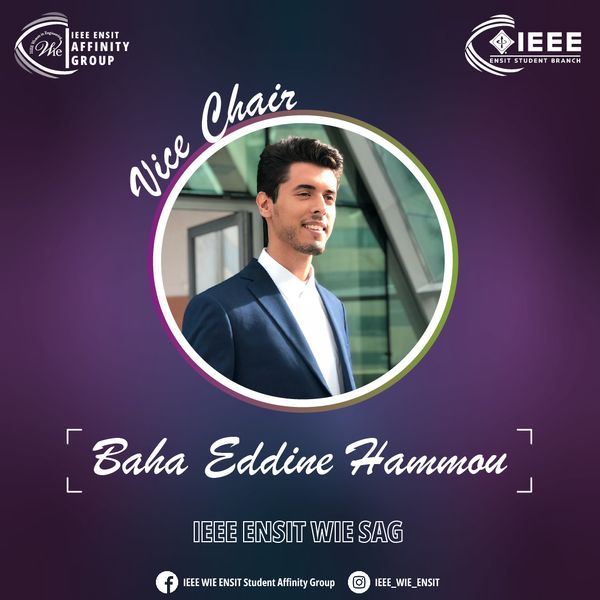 IEEE ENSIT
AFFINITY
GROUP
Wie
IEEE
ENSIT STUDENT BRANCH
Vice Chair
Baha Eddine Hammou
IEEE ENSIT WIE SAG
IEEE WIE ENSIT Student Affinity Group
IEEE_WIE_ENSIT